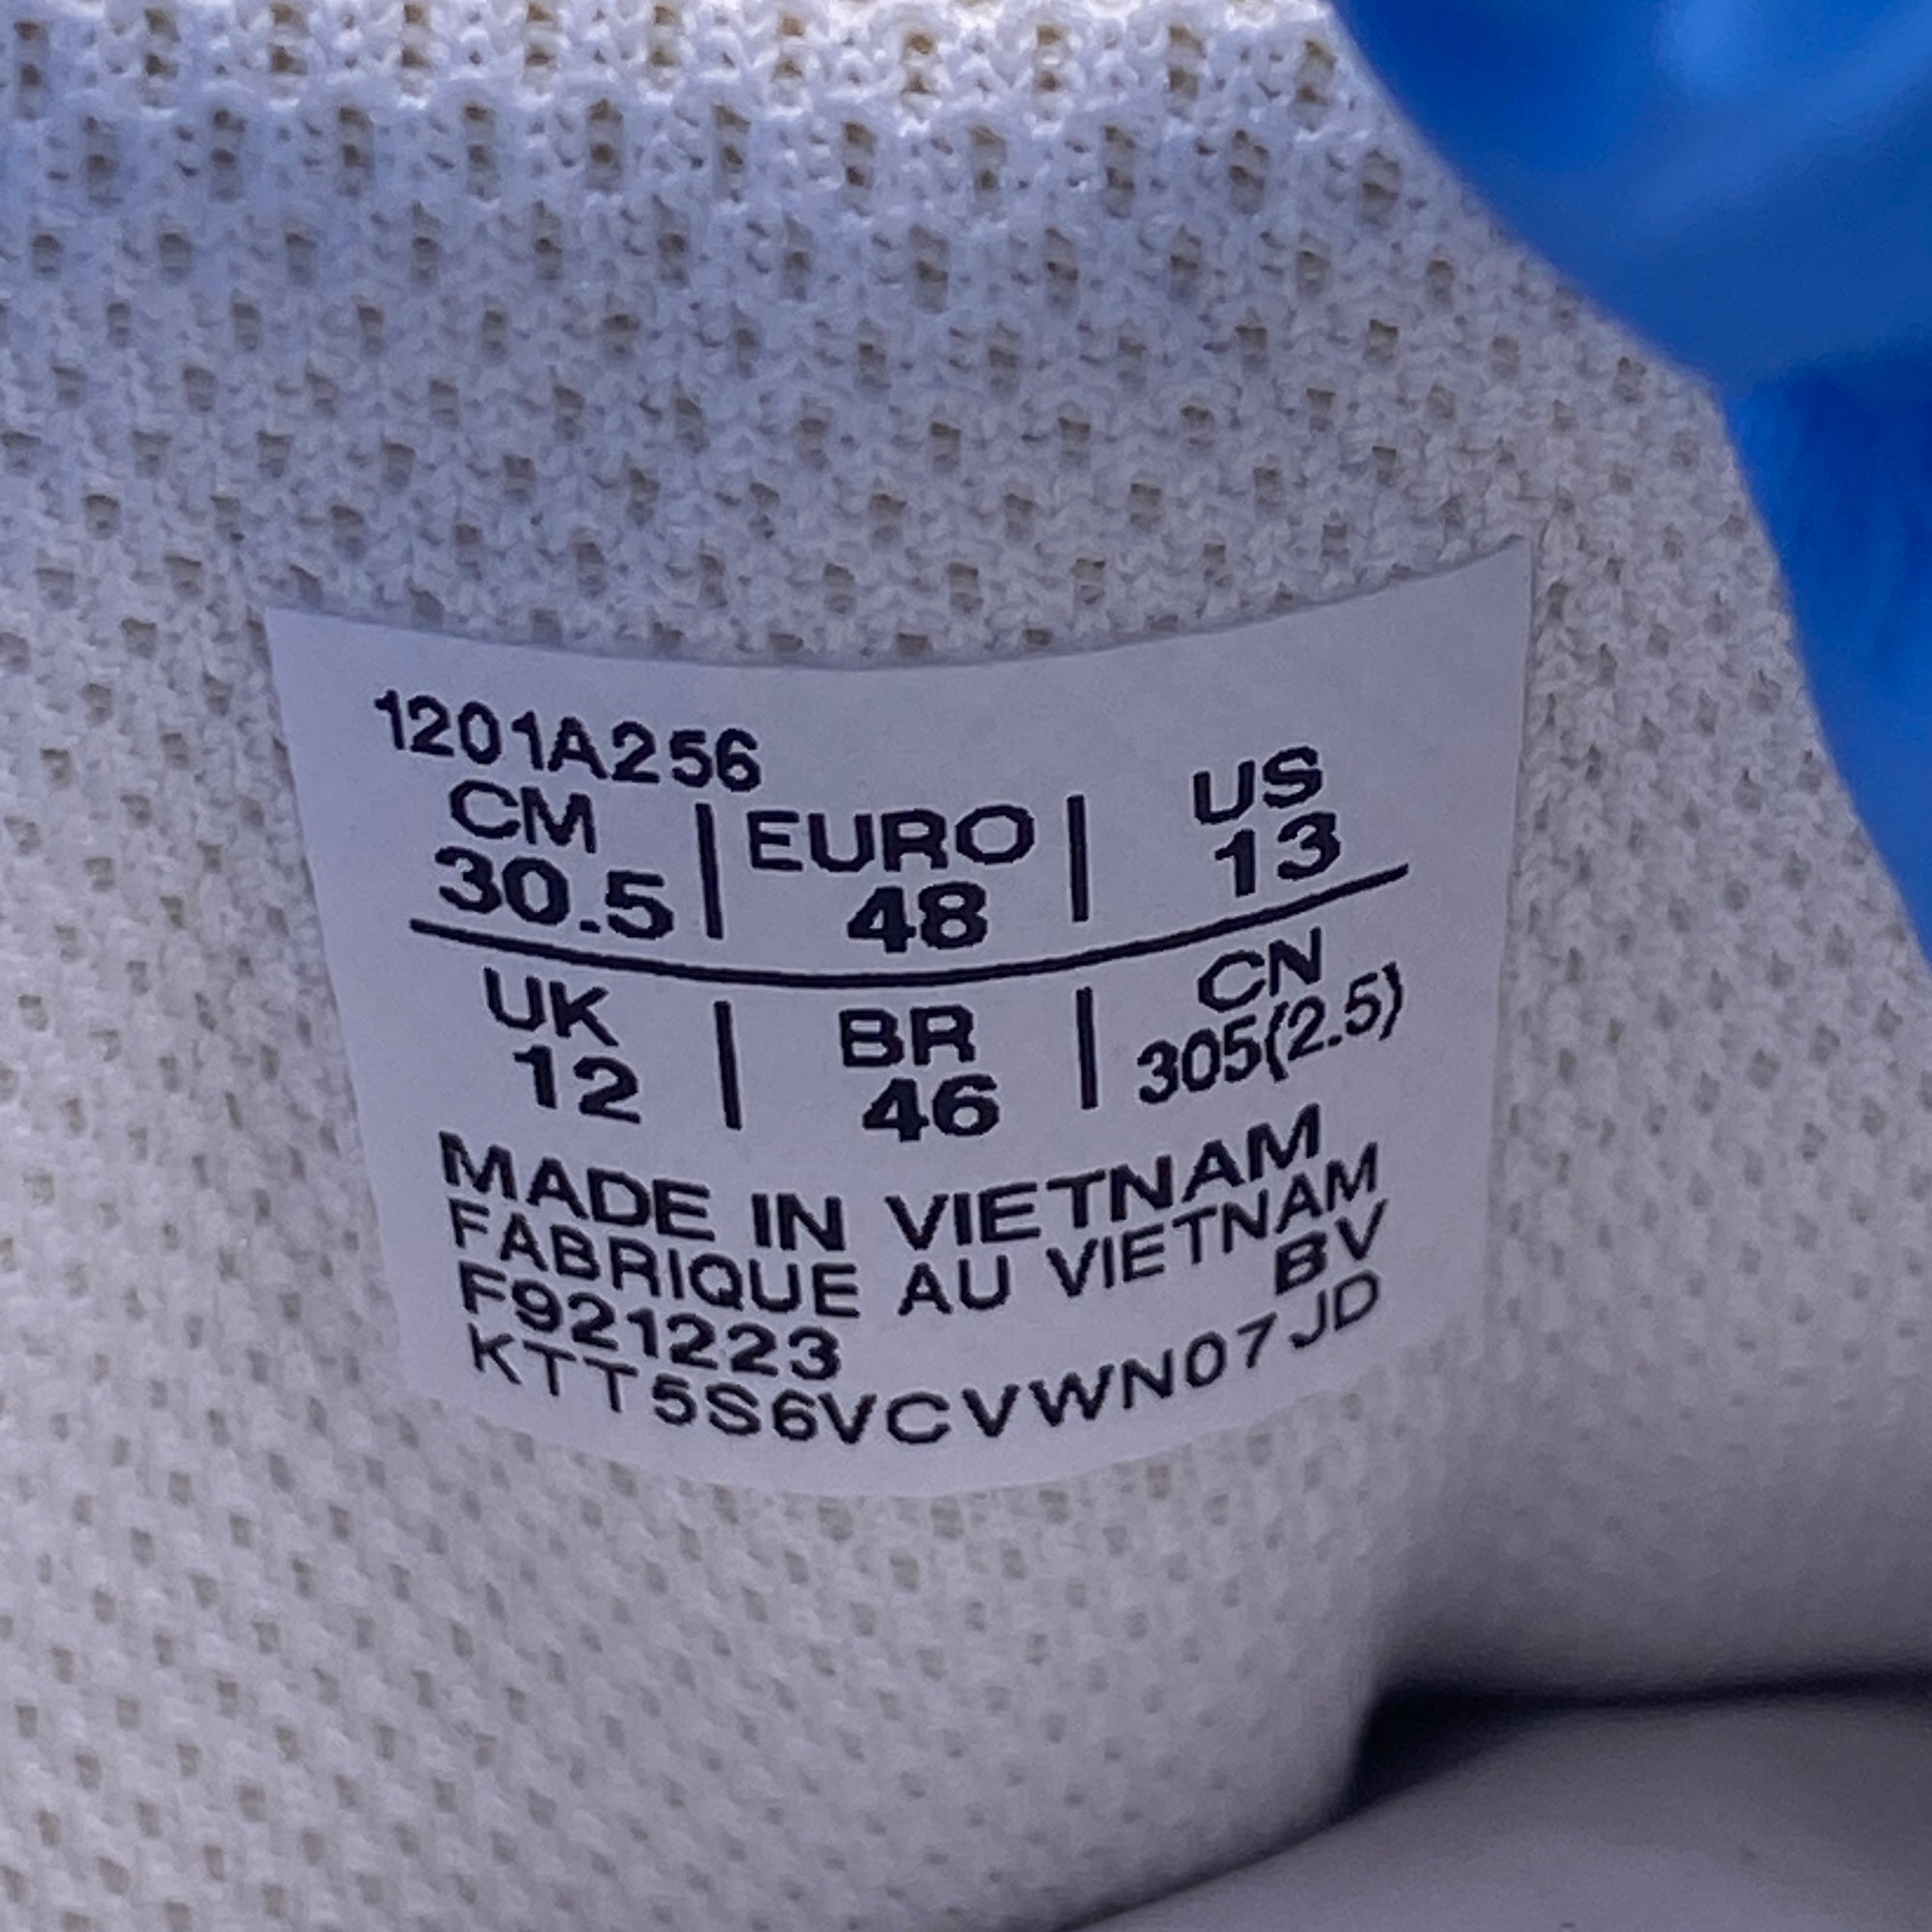 1201A256
CM | EURO | US
30.5 | 48 | 13
UK | BR | CN
12 | 46 | 305(2.5)
MADE IN VIETNAM
FABRIQUE AU VIETNAM
F921223 BV
KTT5S6VCVWN07JD